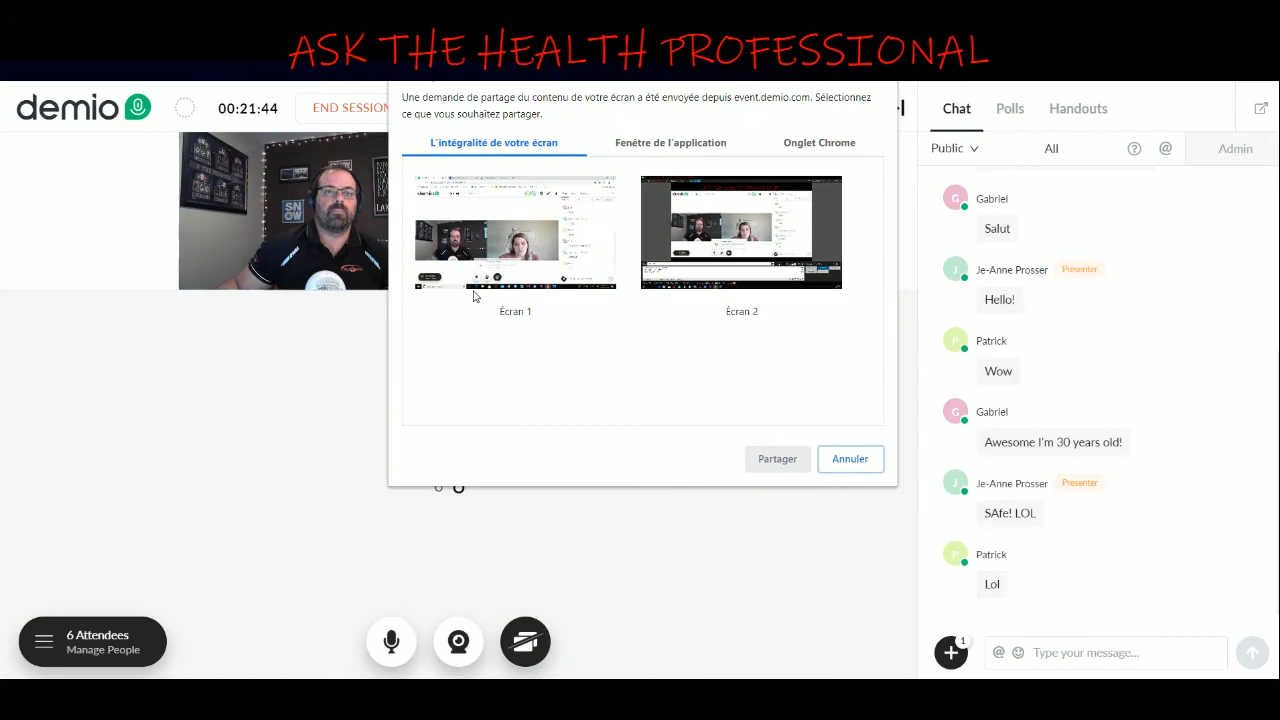 ASK THE HEALTH PROFESSIONAL
demio
00:21:44
END SESSION
Une demande de partage du contenu de votre écran a été envoyée depuis event.demio.com. Sélectionnez
ce que vous souhaitez partager.
L'intégralité de votre écran
Fenêtre de l'application
Onglet Chrome
Écran 1
Écran 2
Partager
Annuler
SNOW
6 Attendees
Manage People
Chat
Polls
Handouts
Public
All
Admin
G
Gabriel
Salut
J
Je-Anne Prosser
Presenter
Hello!
P
Patrick
Wow
G
Gabriel
Awesome I'm 30 years old!
J
Je-Anne Prosser
Presenter
SAfe! LOL
P
Patrick
Lol
1
Type your message...